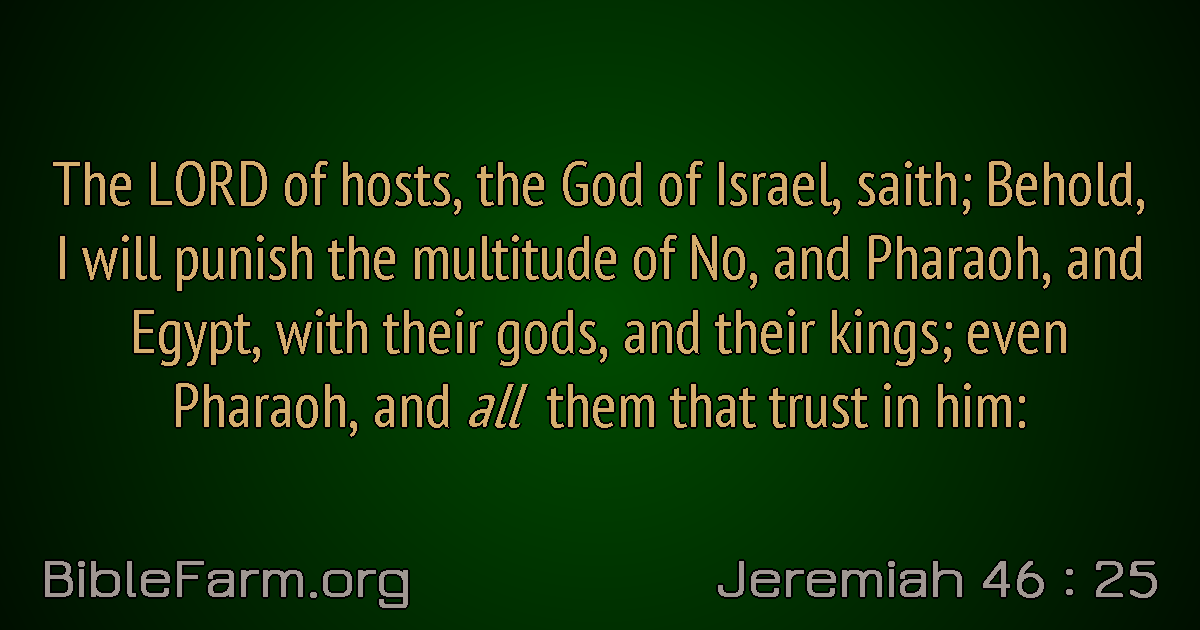 The LORD of hosts, the God of Israel, saith; Behold,
I will punish the multitude of No, and Pharaoh, and
Egypt, with their gods, and their kings; even
Pharaoh, and all them that trust in him:
BibleFarm.org
Jeremiah 46 : 25